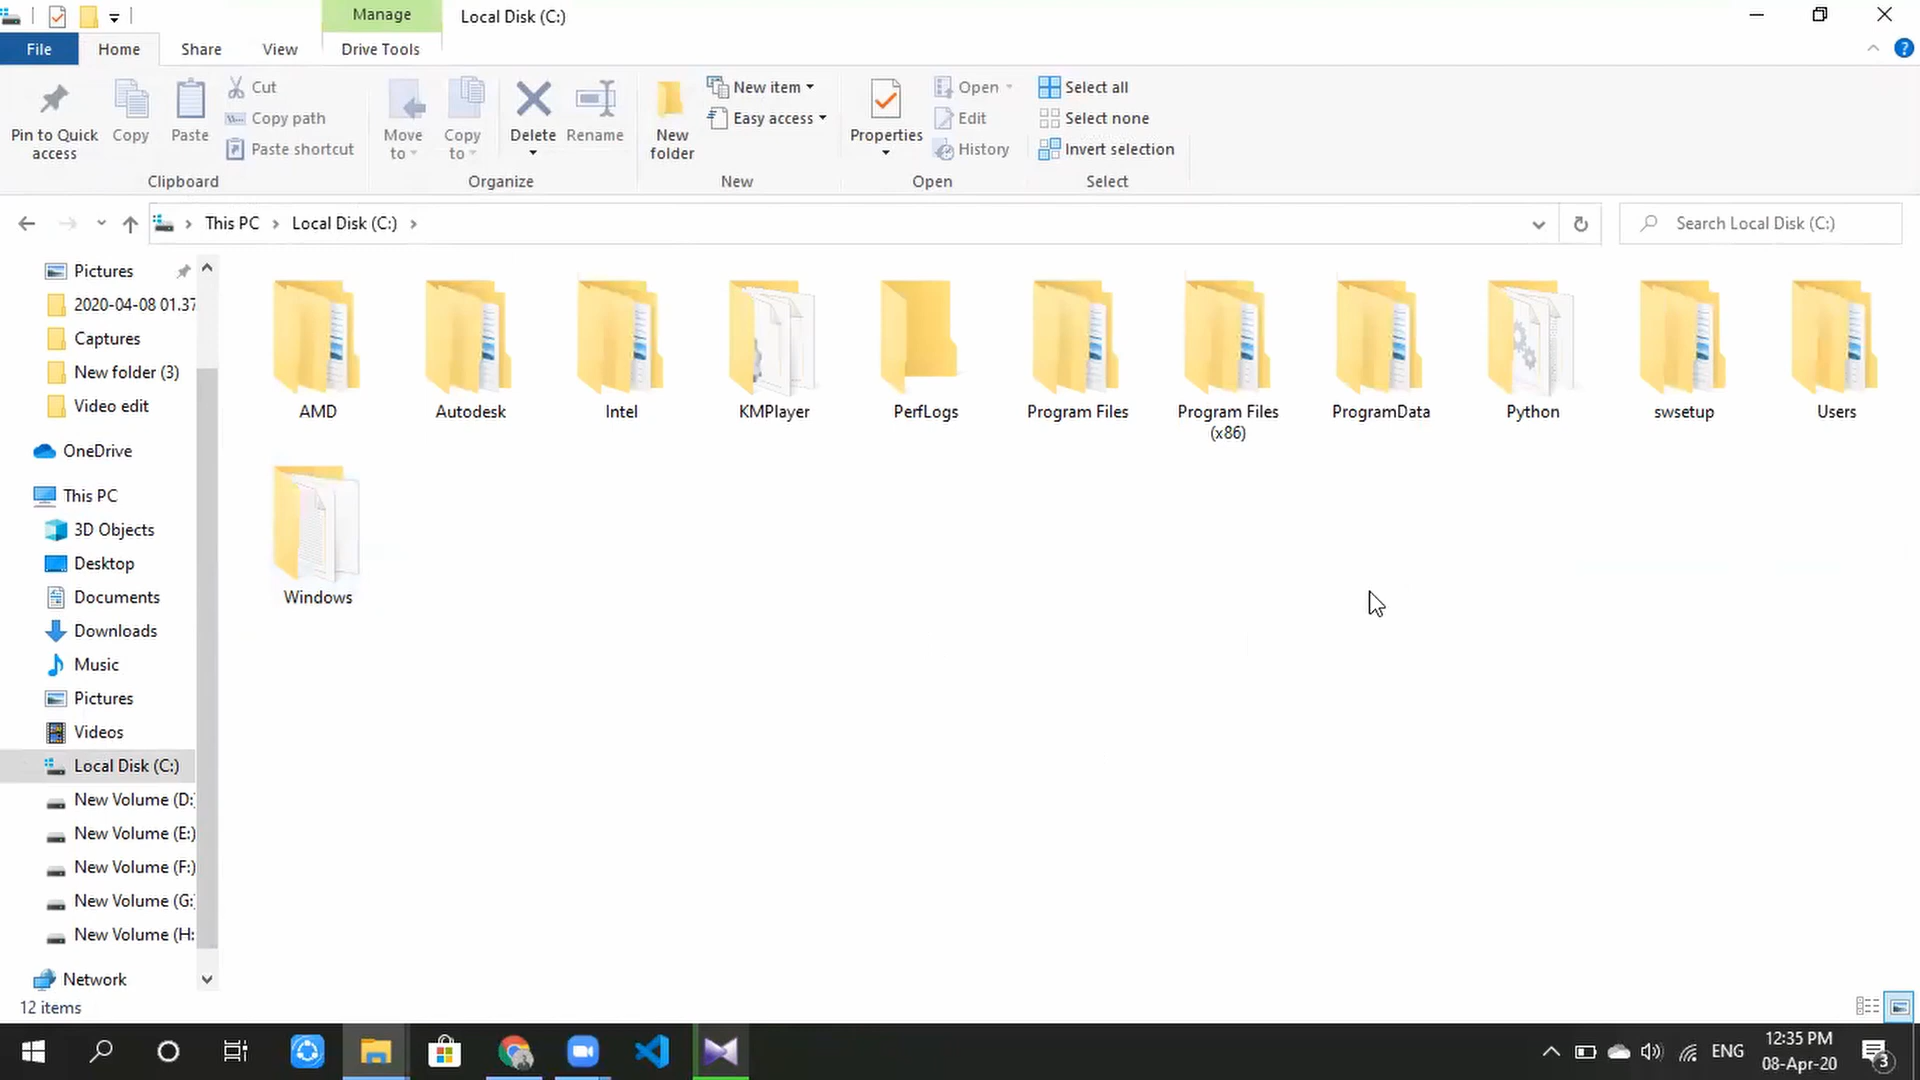 Manage
Local Disk (C:)
File
Home
Share
View
Drive Tools
Pin to Quick
access
Copy
Paste
Cut
Copy path
Paste shortcut
Clipboard
Move
to
Copy
to
Delete
Rename
Organize
New
folder
New item
Easy access
New
Properties
Open
Edit
History
Open
Select all
Select none
Invert selection
Select
This PC
Local Disk (C:)
Search Local Disk (C:)
Pictures
2020-04-08 01.37
Captures
New folder (3)
Video edit
OneDrive
This PC
3D Objects
Desktop
Documents
Downloads
Music
Pictures
Videos
Local Disk (C:)
New Volume (D:
New Volume (E:)
New Volume (F:)
New Volume (G:
New Volume (H:
Network
12 items
AMD
Autodesk
Intel
KMPlayer
PerfLogs
Program Files
Program Files
(x86)
ProgramData
Python
swsetup
Users
Windows
ENG
12:35 PM
08-Apr-20
3